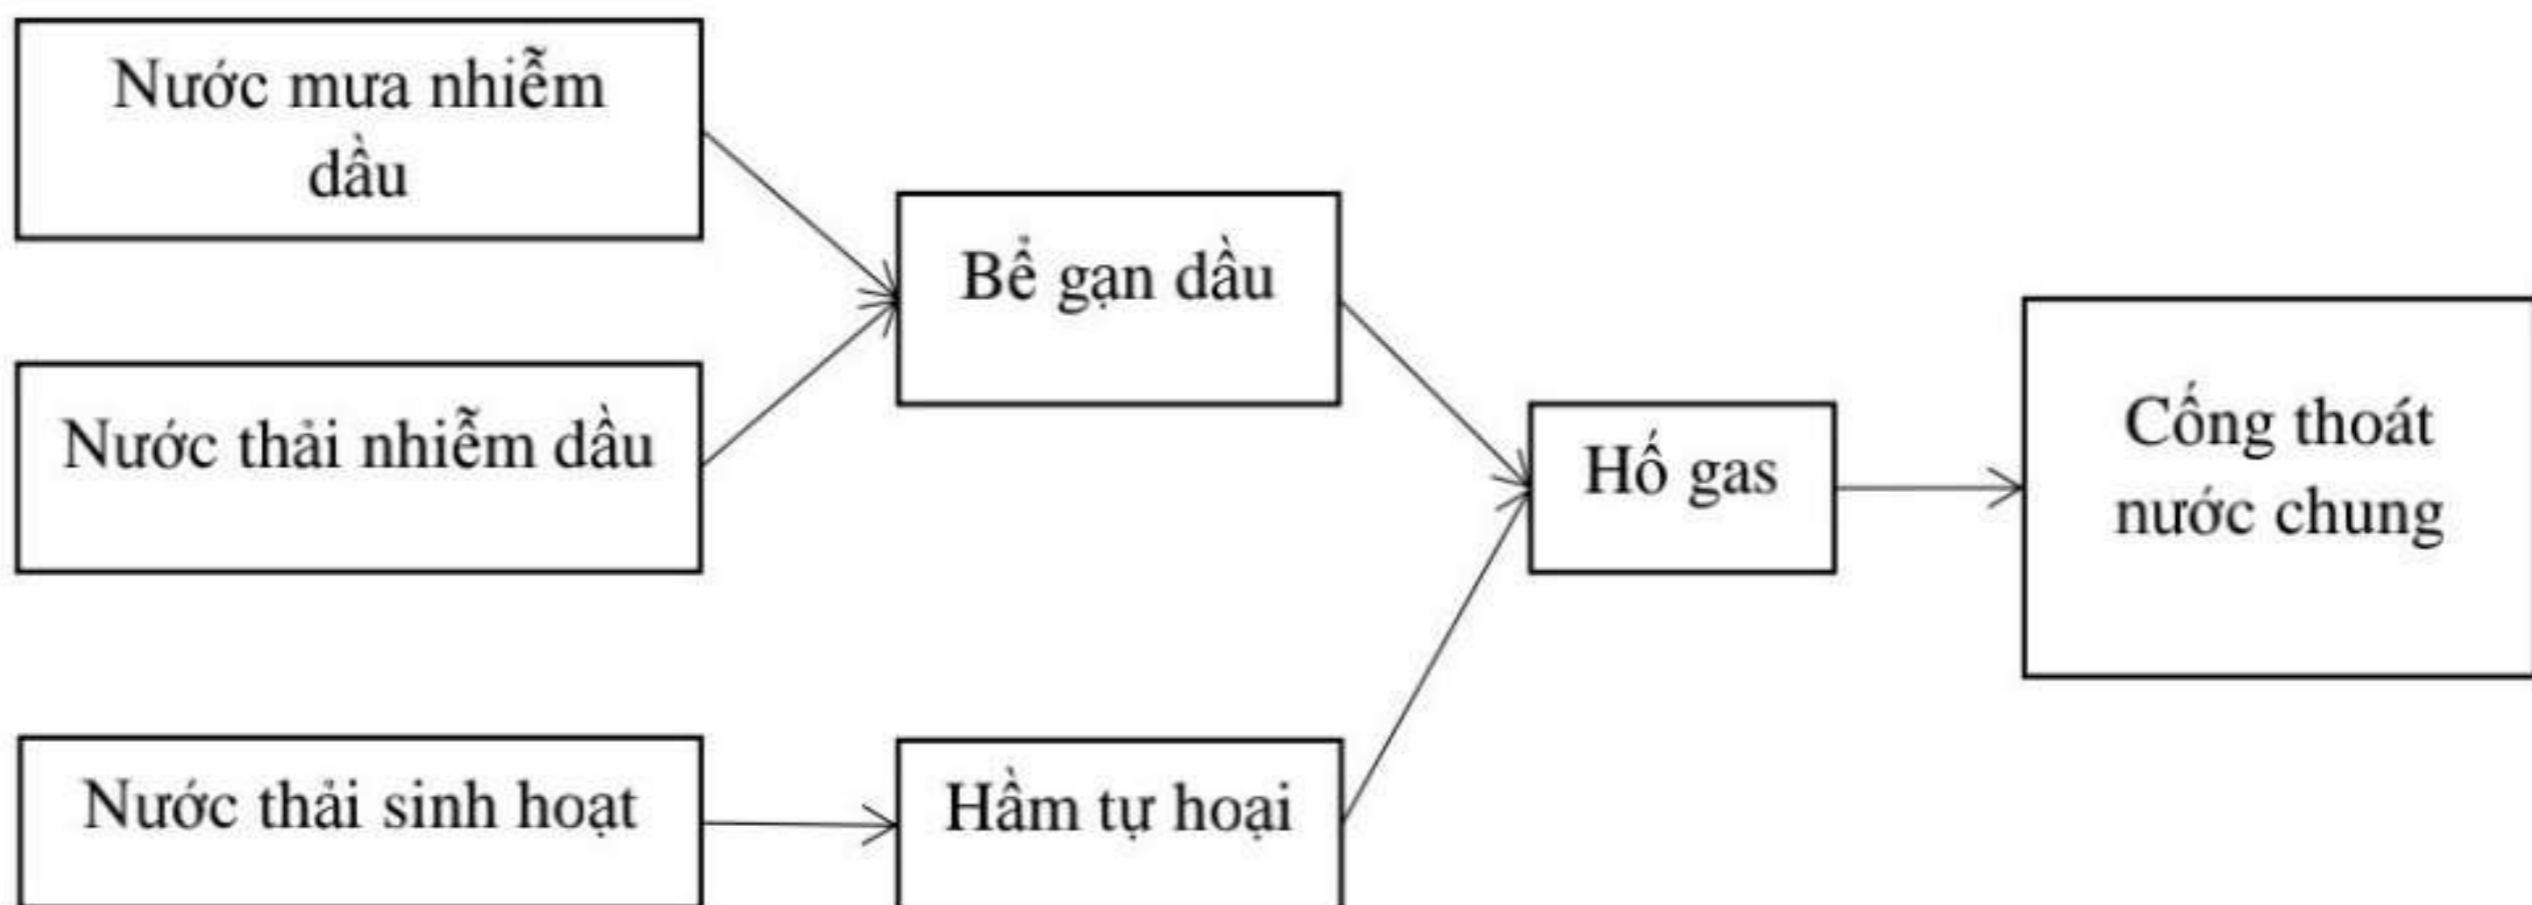 Nước mưa nhiễm
dầu
Nước thải nhiễm dầu
Bể gạn dầu
Nước thải sinh hoạt
Hầm tự hoại
Hố gas
Cống thoát
nước chung